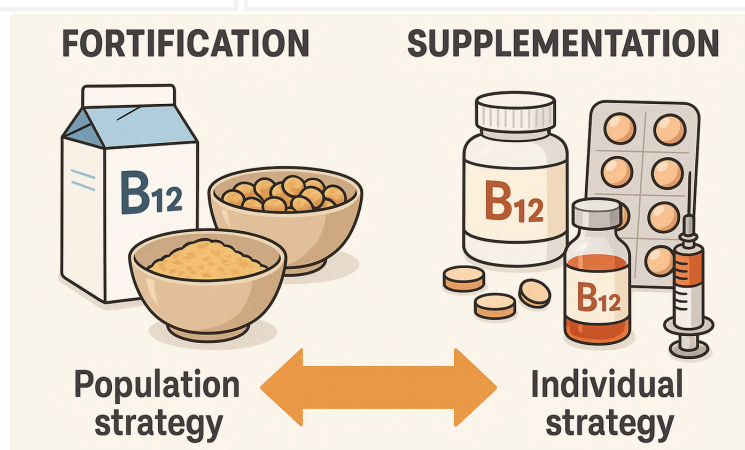 FORTIFICATION
SUPPLEMENTATION
B12
B12
B12
Population
strategy
Individual
strategy